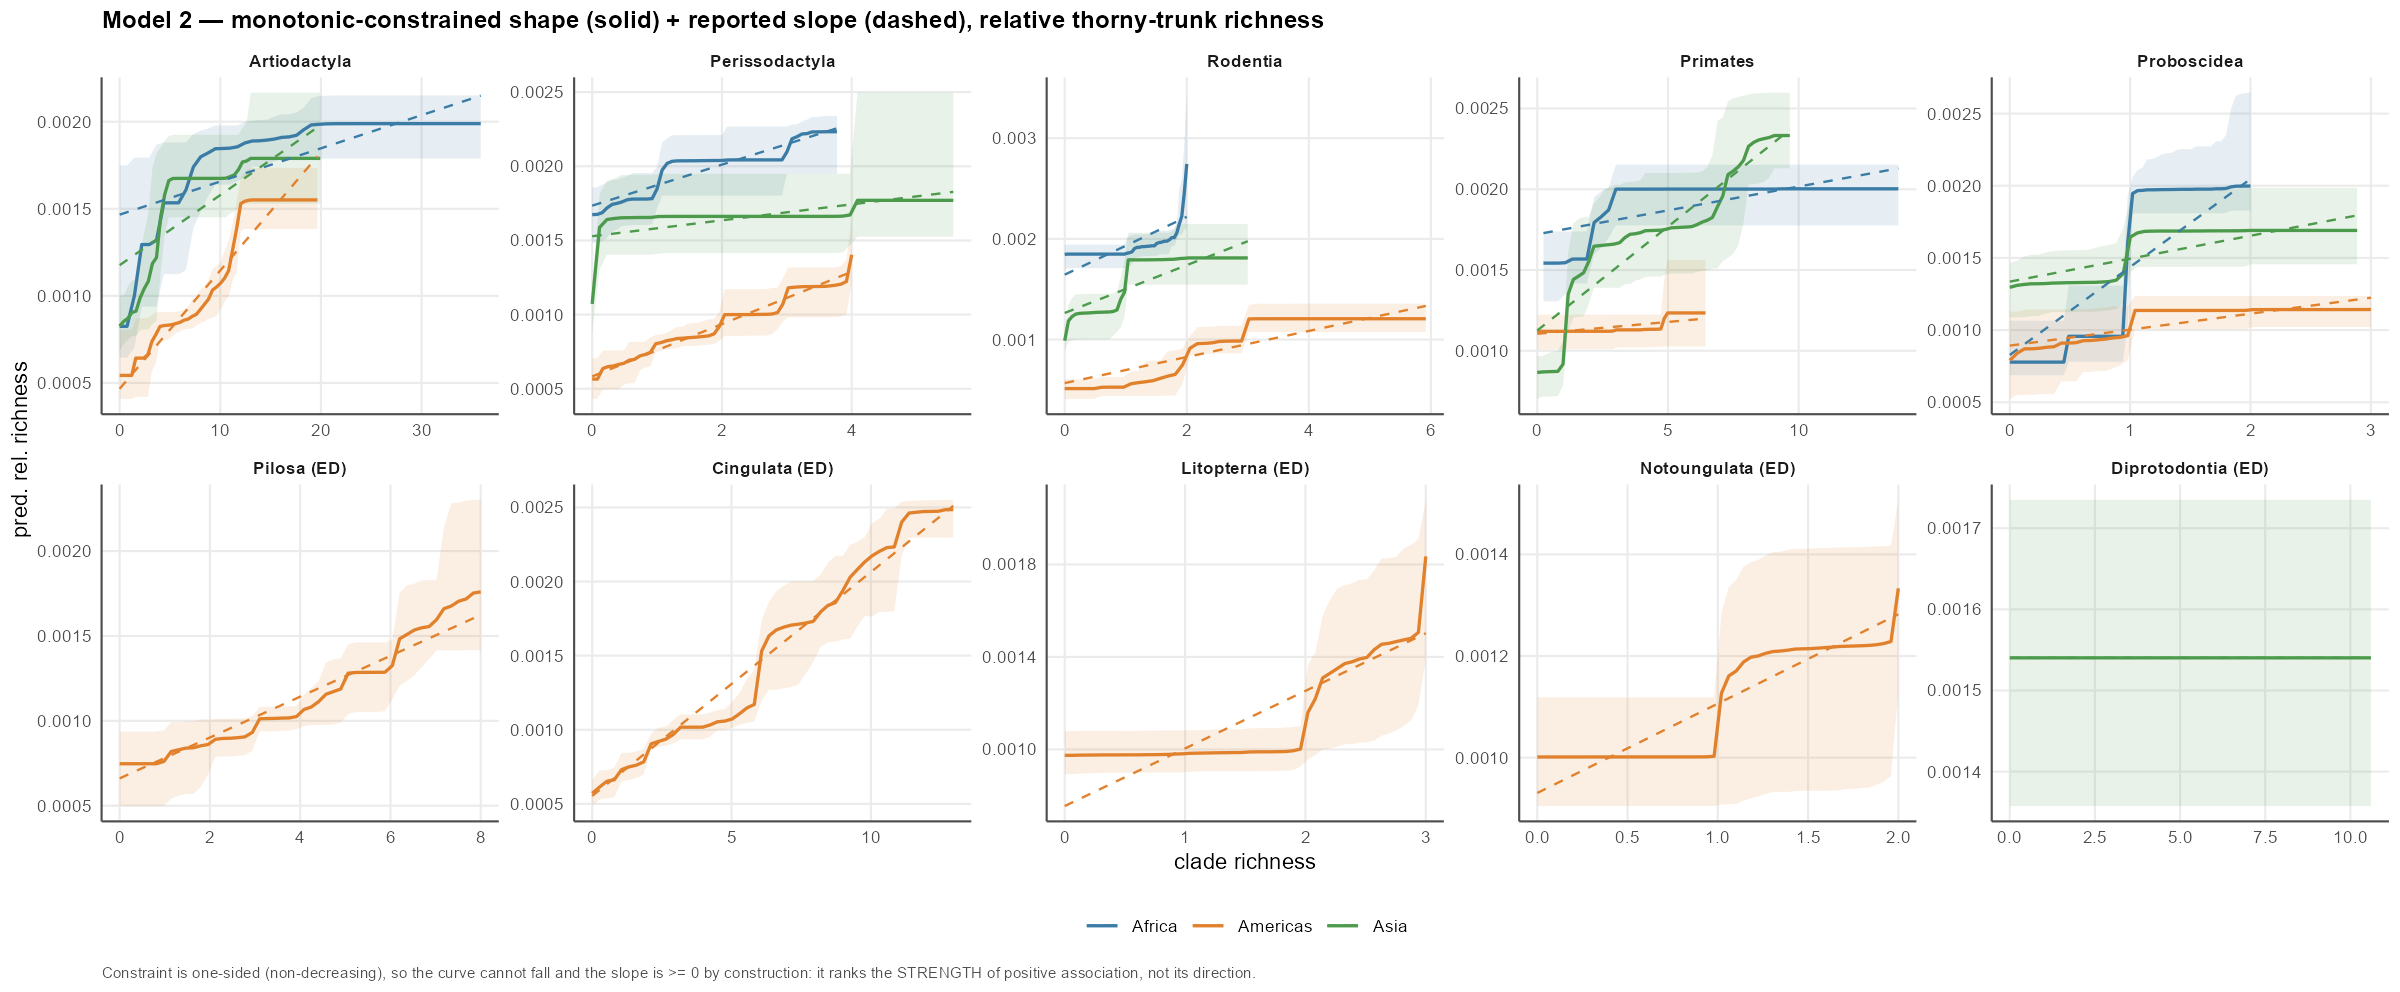 Model 2 — monotonic-constrained shape (solid) + reported slope (dashed), relative thorny-trunk richness
Artiodactyla
Perissodactyla
Rodentia
Primates
Proboscidea
0.0020
0.0015
0.0010
0.0005
0 10 20 30
0.0025
0.0020
0.0015
0.0010
0.0005
0 2 4
0.003
0.002
0.001
0 2 4 6
0.0025
0.0020
0.0015
0.0010
0 5 10
0.0025
0.0020
0.0015
0.0010
0.0005
0 1 2 3
pred. rel. richness
Pilosa (ED)
Cingulata (ED)
Litopterna (ED)
Notoungulata (ED)
Diprotodontia (ED)
0.0020
0.0015
0.0010
0.0005
0 2 4 6 8
0.0025
0.0020
0.0015
0.0010
0.0005
0 5 10
0.0018
0.0014
0.0010
0 1 2 3
0.0014
0.0012
0.0010
0.0 0.5 1.0 1.5 2.0
0.0017
0.0016
0.0015
0.0014
0.0 2.5 5.0 7.5 10.0
clade richness
Africa Americas Asia
Constraint is one-sided (non-decreasing), so the curve cannot fall and the slope is >= 0 by construction: it ranks the STRENGTH of positive association, not its direction.